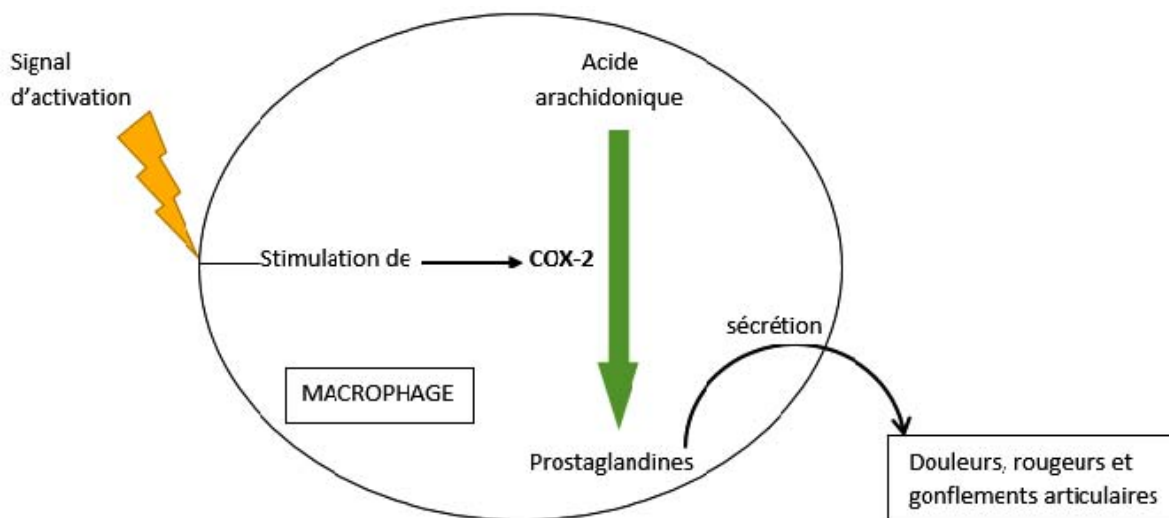 Signal
d'activation
Acide
arachidonique
Stimulation de
COX-2
sécrétion
MACROPHAGE
Prostaglandines
Douleurs, rougeurs et
gonflements articulaires